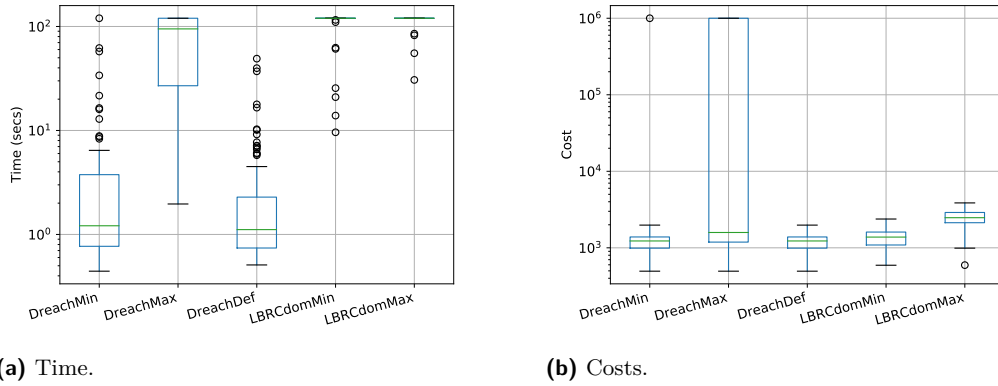 10²
10¹
10⁰
Time (secs)
DreachMin
DreachMax
DreachDef
LBRCdomMin
LBRCdomMax
(a) Time.
10⁶
10⁵
10⁴
10³
Cost
DreachMin
DreachMax
DreachDef
LBRCdomMin
LBRCdomMax
(b) Costs.